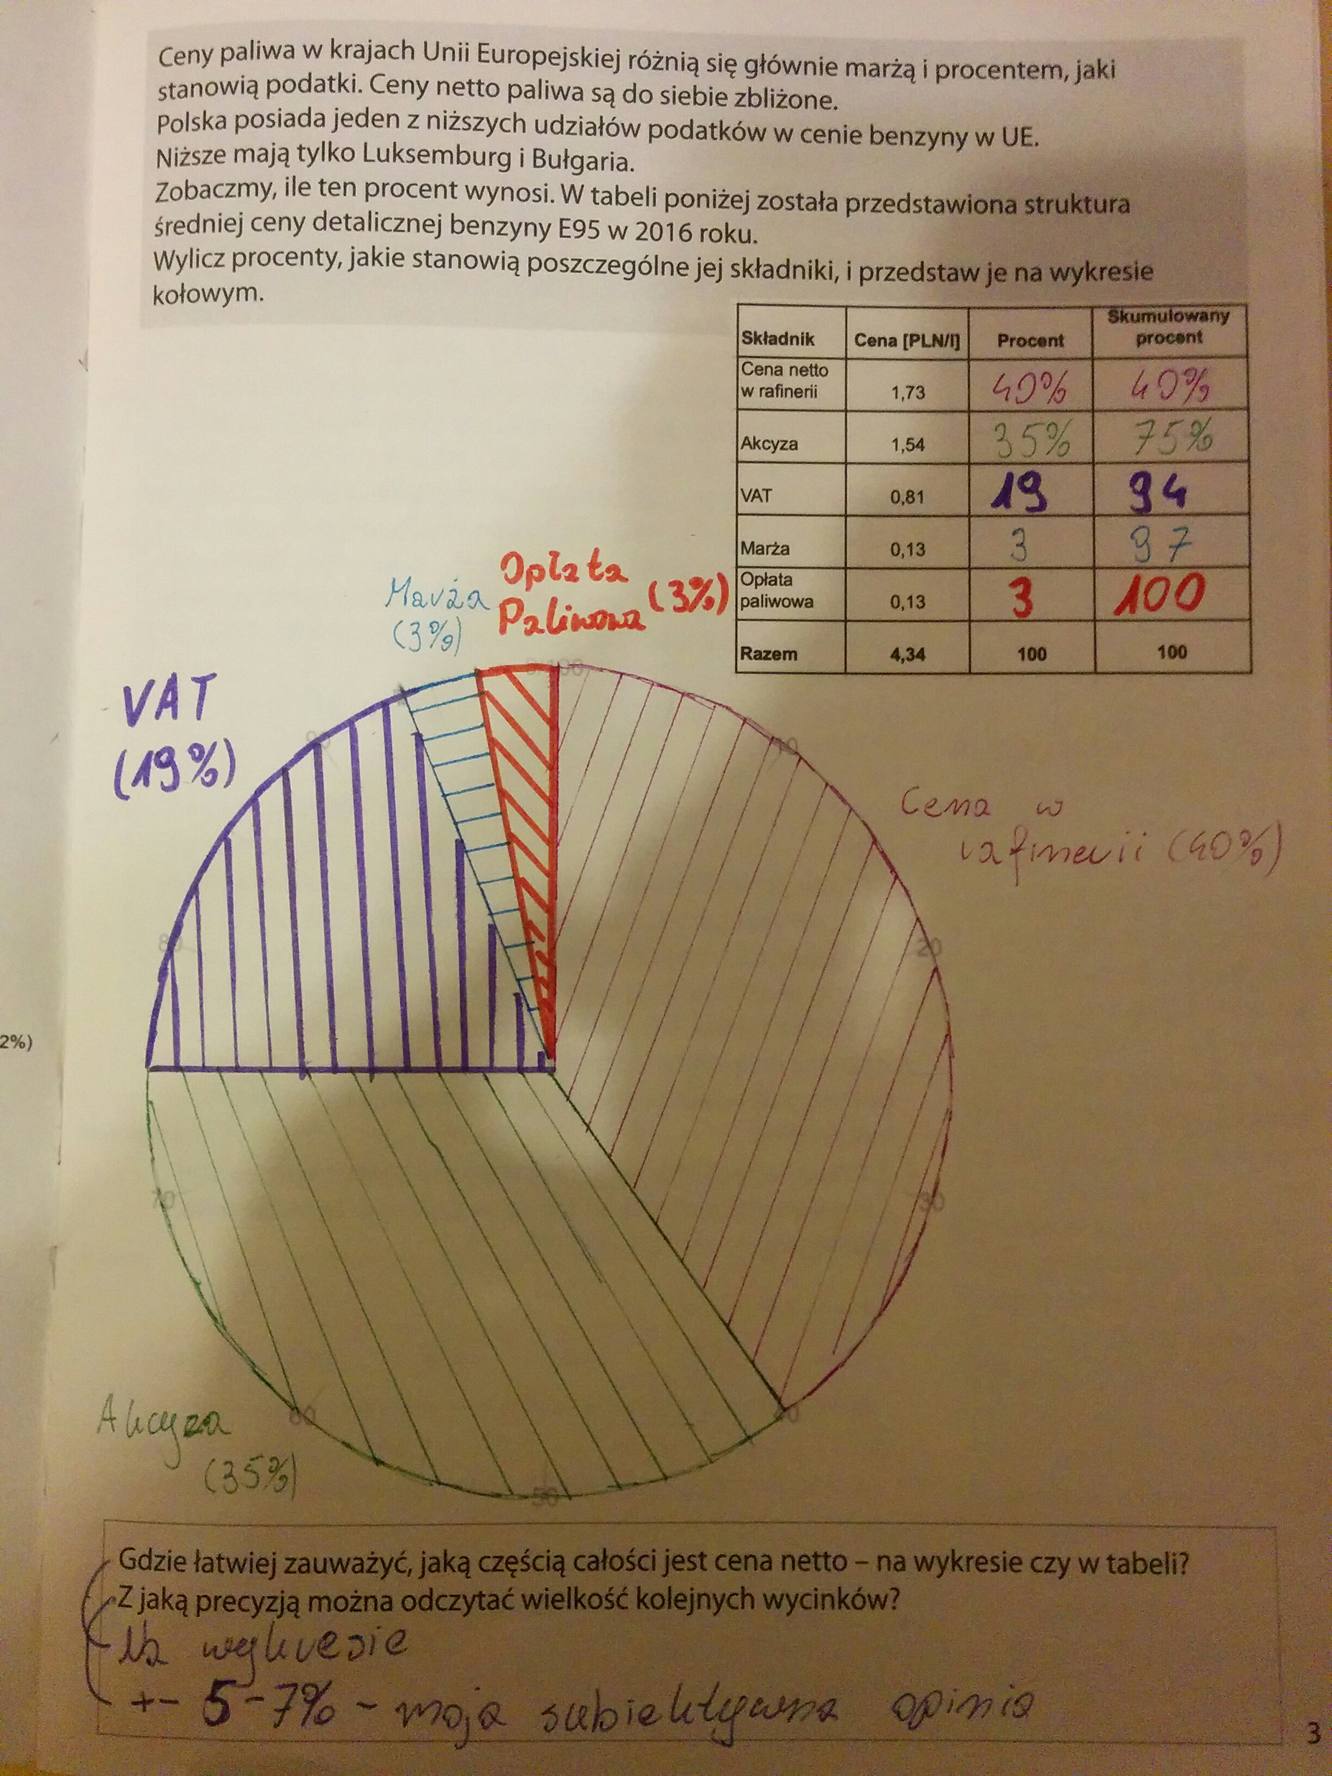 Ceny paliwa w krajach Unii Europejskiej różnią się głównie marżą i procentem, jaki
stanowią podatki. Ceny netto paliwa są do siebie zbliżone.
Polska posiada jeden z niższych udziałów podatków w cenie benzyny w UE.
Niższe mają tylko Luksemburg i Bułgaria.
Zobaczmy, ile ten procent wynosi. W tabeli poniżej została przedstawiona struktura
średniej ceny detalicznej benzyny E95 w 2016 roku.
Wylicz procenty, jakie stanowią poszczególne jej składniki, i przedstaw je na wykresie
kołowym.
Składnik Cena [PLN/l] Procent Skumulowany procent
Cena netto w rafinerii 1,73 40% 40%
Akcyza 1,54 35% 75%
VAT 0,81 19 94
Marża 0,13 3 97
Opłata paliwowa 0,13 3 100
Razem 4,34 100 100
Opłata
Paliwowa (3%)
Marża
(3%)
VAT
(19%)
0 100
10
90
Cena w
rafinerii (40%)
20
80
2%)
30
70
40
60
50
Akcyza
(35%)
Gdzie łatwiej zauważyć, jaką częścią całości jest cena netto – na wykresie czy w tabeli?
Z jaką precyzją można odczytać wielkość kolejnych wycinków?
Na wykresie
+- 5-7% - moja subiektywna opinia
3